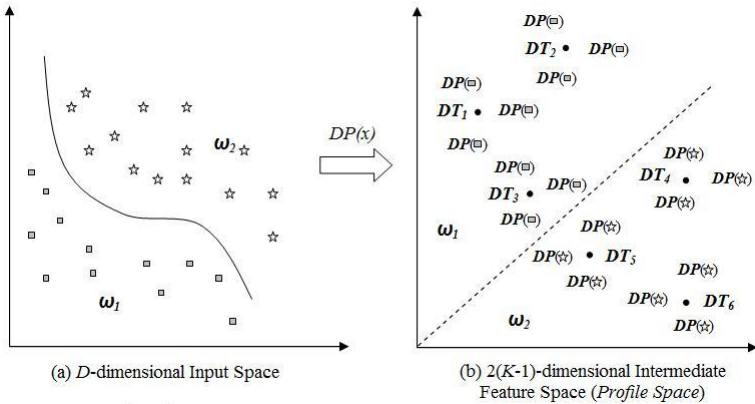 ω₂
ω₁
(a) D-dimensional Input Space
DP(x)
DP(□)
DT₂
DP(□)
DP(□)
DP(□)
DT₁
DP(□)
DP(□)
DP(□)
DP(□)
DT₃
DP(□)
DP(☆)
DT₄
DP(☆)
DP(☆)
ω₁
DP(☆)
DP(☆)
DT₅
DP(☆)
DP(☆)
DP(☆)
DT₆
DP(☆)
ω₂
(b) 2(K-1)-dimensional Intermediate
Feature Space (Profile Space)